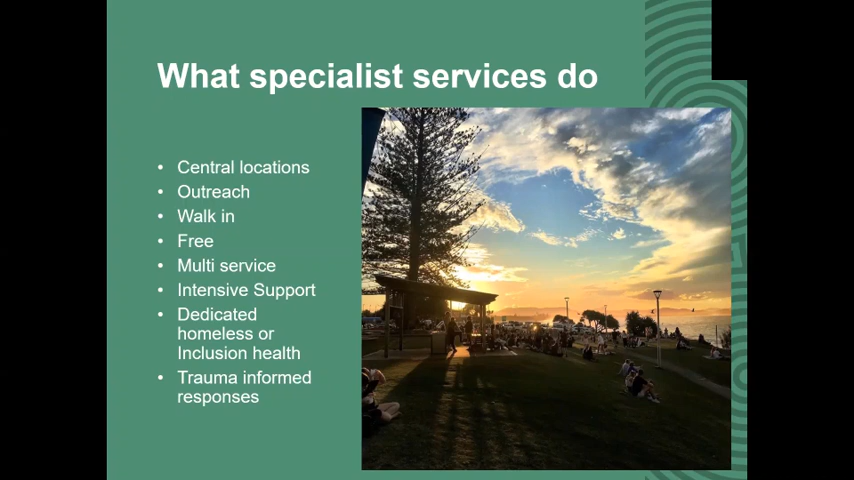 What specialist services do
• Central locations
• Outreach
• Walk in
• Free
• Multi service
• Intensive Support
• Dedicated
homeless or
Inclusion health
• Trauma informed
responses